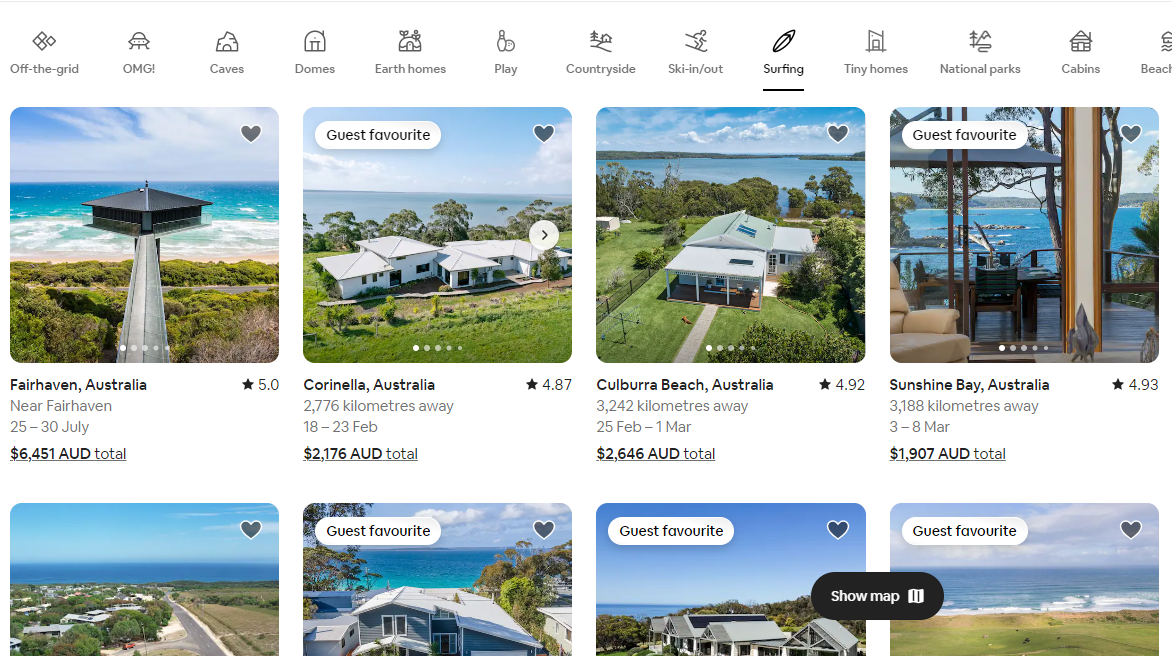 Off-the-grid
OMG!
Caves
Domes
Earth homes
Play
Countryside
Ski-in/out
Surfing
Tiny homes
National parks
Cabins
Beach
Guest favourite
Guest favourite
Fairhaven, Australia
5.0
Near Fairhaven
25 – 30 July
$6,451 AUD total
Corinella, Australia
4.87
2,776 kilometres away
18 – 23 Feb
$2,176 AUD total
Culburra Beach, Australia
4.92
3,242 kilometres away
25 Feb – 1 Mar
$2,646 AUD total
Sunshine Bay, Australia
4.93
3,188 kilometres away
3 – 8 Mar
$1,907 AUD total
Guest favourite
Guest favourite
Guest favourite
Show map